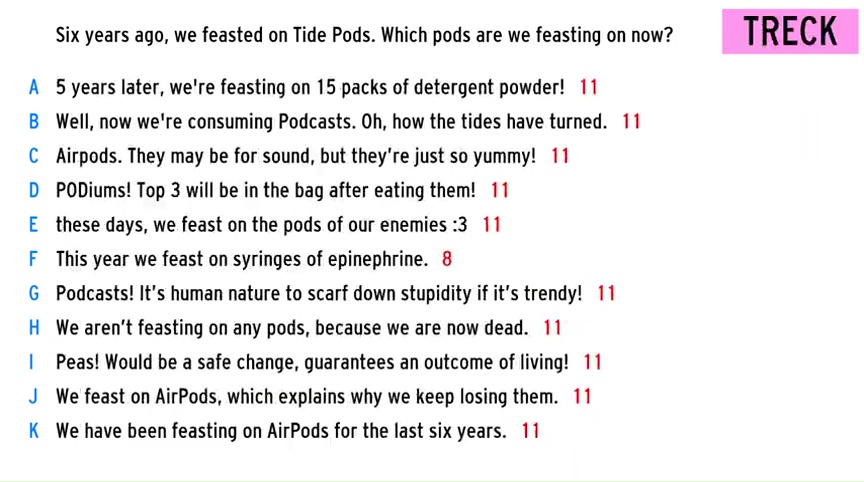 Six years ago, we feasted on Tide Pods. Which pods are we feasting on now?
TRECK
A 5 years later, we're feasting on 15 packs of detergent powder! 11
B Well, now we're consuming Podcasts. Oh, how the tides have turned. 11
C Airpods. They may be for sound, but they're just so yummy! 11
D PODiums! Top 3 will be in the bag after eating them! 11
E these days, we feast on the pods of our enemies :3 11
F This year we feast on syringes of epinephrine. 8
G Podcasts! It's human nature to scarf down stupidity if it's trendy! 11
H We aren't feasting on any pods, because we are now dead. 11
I Peas! Would be a safe change, guarantees an outcome of living! 11
J We feast on AirPods, which explains why we keep losing them. 11
K We have been feasting on AirPods for the last six years. 11